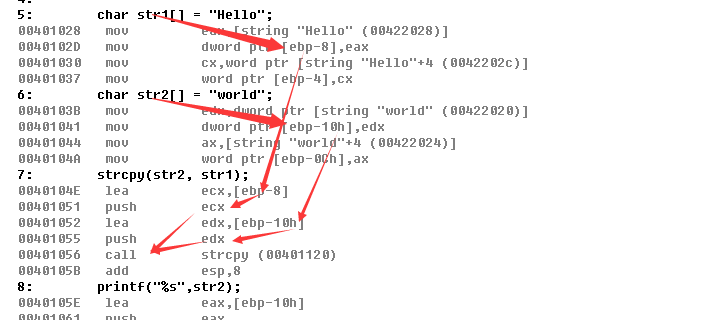 5: char str1[] = "Hello";
00401028 mov eax,[string "Hello" (00422028)]
0040102D mov dword ptr [ebp-8],eax
00401030 mov cx,word ptr [string "Hello"+4 (0042202c)]
00401037 mov word ptr [ebp-4],cx
6: char str2[] = "world";
0040103B mov edx,dword ptr [string "world" (00422020)]
00401041 mov dword ptr [ebp-10h],edx
00401044 mov ax,[string "world"+4 (00422024)]
0040104A mov word ptr [ebp-0Ch],ax
7: strcpy(str2, str1);
0040104E lea ecx,[ebp-8]
00401051 push ecx
00401052 lea edx,[ebp-10h]
00401055 push edx
00401056 call strcpy (00401120)
0040105B add esp,8
8: printf("%s",str2);
0040105E lea eax,[ebp-10h]
00401061 push eax